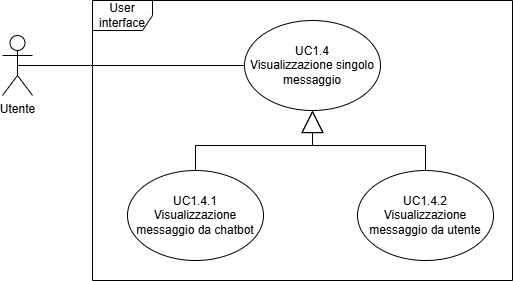 User
interface
UC1.4
Visualizzazione singolo
messaggio
Utente
UC1.4.1
Visualizzazione
messaggio da chatbot
UC1.4.2
Visualizzazione
messaggio da utente